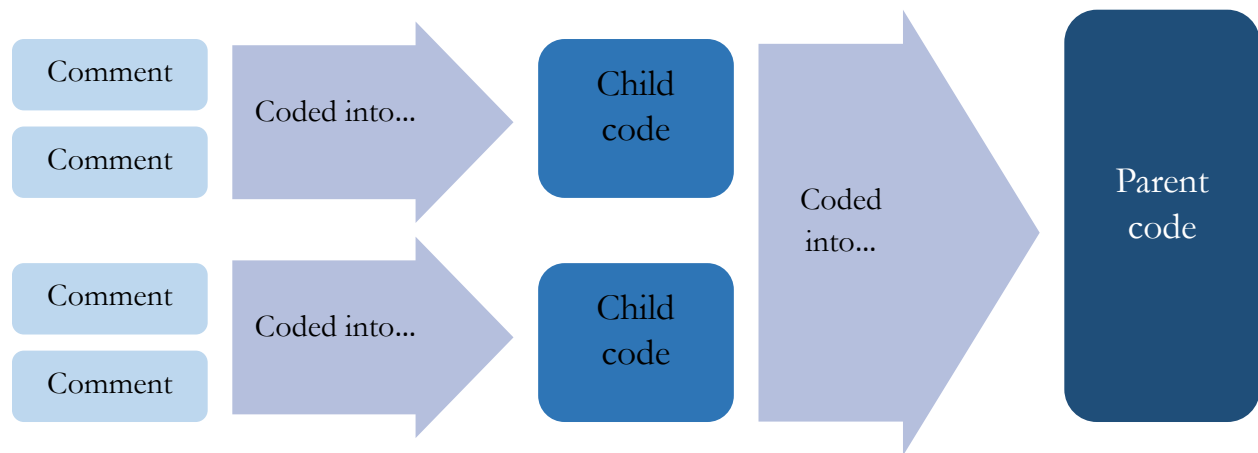 Comment
Comment
Coded into...
Child
code
Comment
Comment
Coded into...
Child
code
Coded
into...
Parent
code